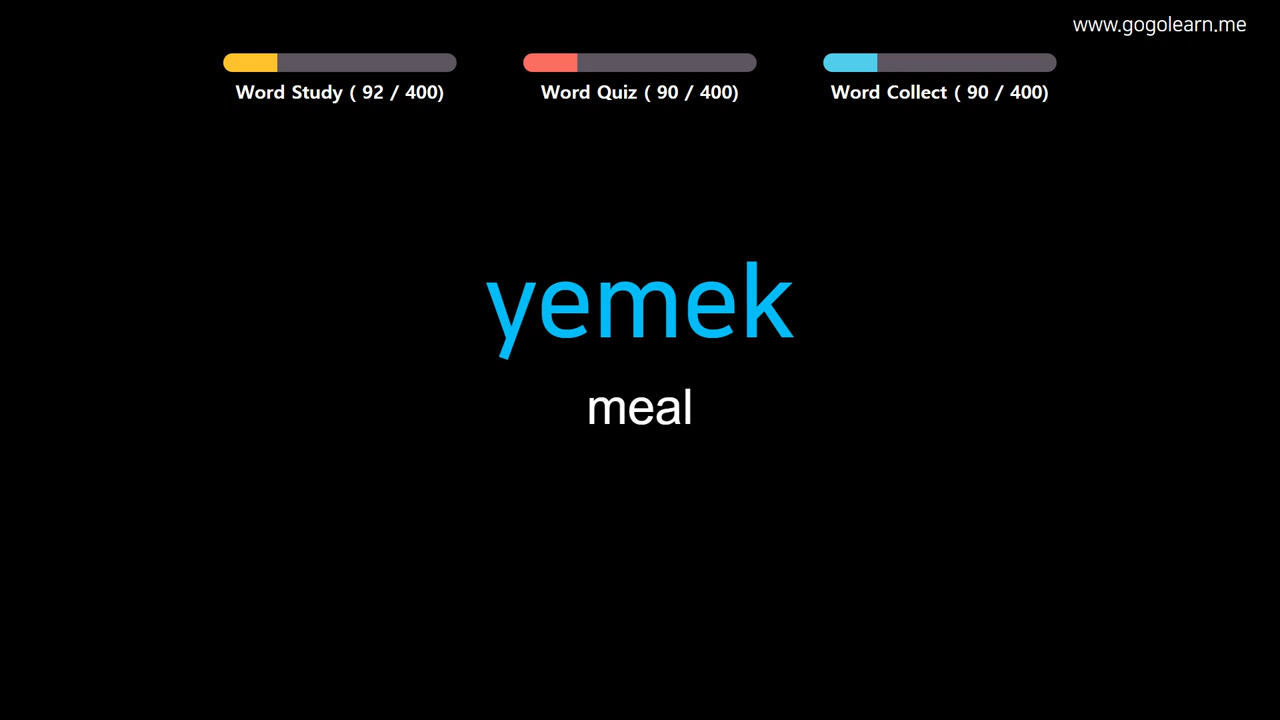 www.gogolearn.me
Word Study ( 92 / 400)
Word Quiz ( 90 / 400)
Word Collect ( 90 / 400)
yemek
meal